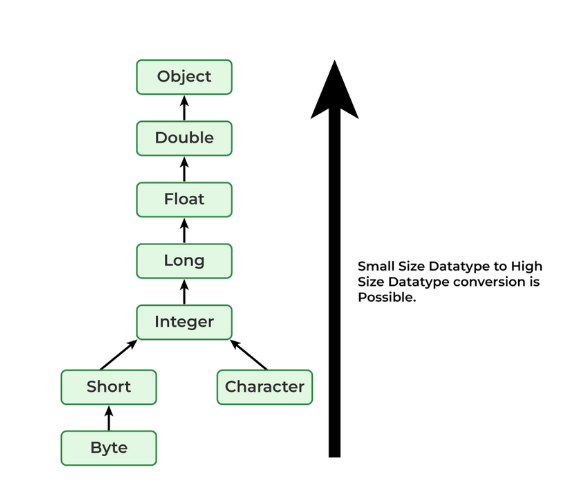 Object
Double
Float
Long
Integer
Short
Character
Byte
Small Size Datatype to High
Size Datatype conversion is
Possible.